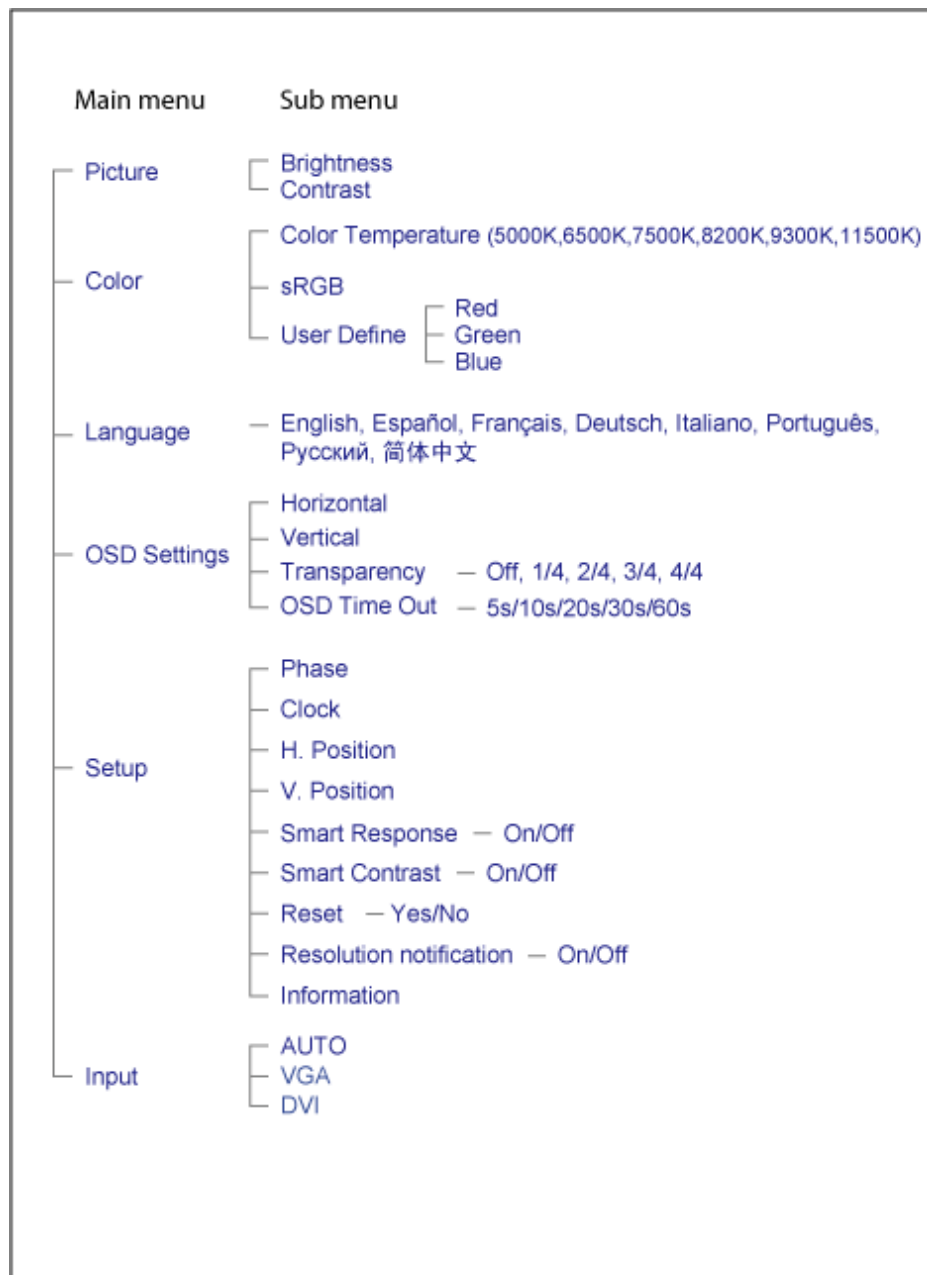 Main menu Sub menu
Picture
Brightness
Contrast
Color
Color Temperature (5000K,6500K,7500K,8200K,9300K,11500K)
sRGB
User Define
Red
Green
Blue
Language
English, Español, Français, Deutsch, Italiano, Português,
Русский, 简体中文
OSD Settings
Horizontal
Vertical
Transparency — Off, 1/4, 2/4, 3/4, 4/4
OSD Time Out — 5s/10s/20s/30s/60s
Setup
Phase
Clock
H. Position
V. Position
Smart Response — On/Off
Smart Contrast — On/Off
Reset — Yes/No
Resolution notification — On/Off
Information
Input
AUTO
VGA
DVI